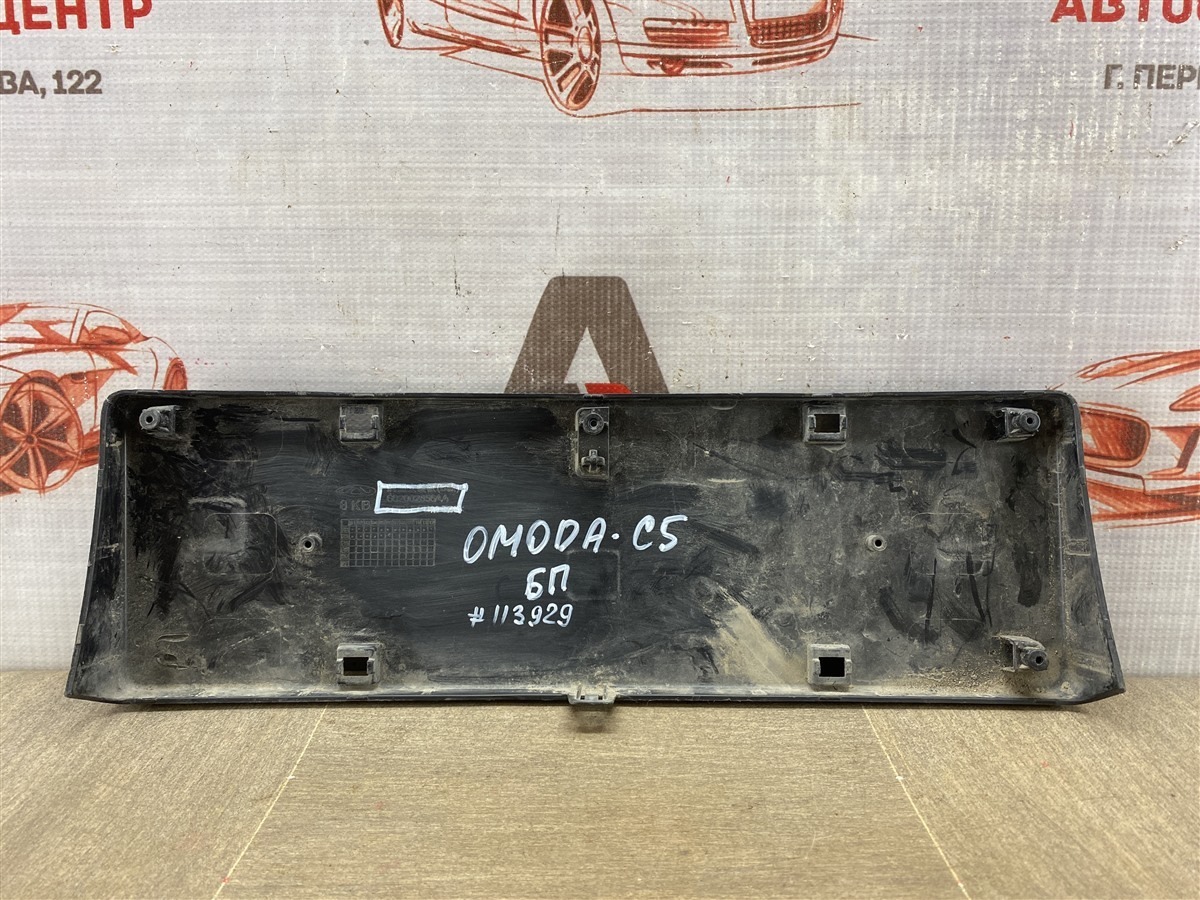 ЦЕНТР
ВА, 122
АВТО
Г. ПЕР
OMODA·C5
БП
#113929